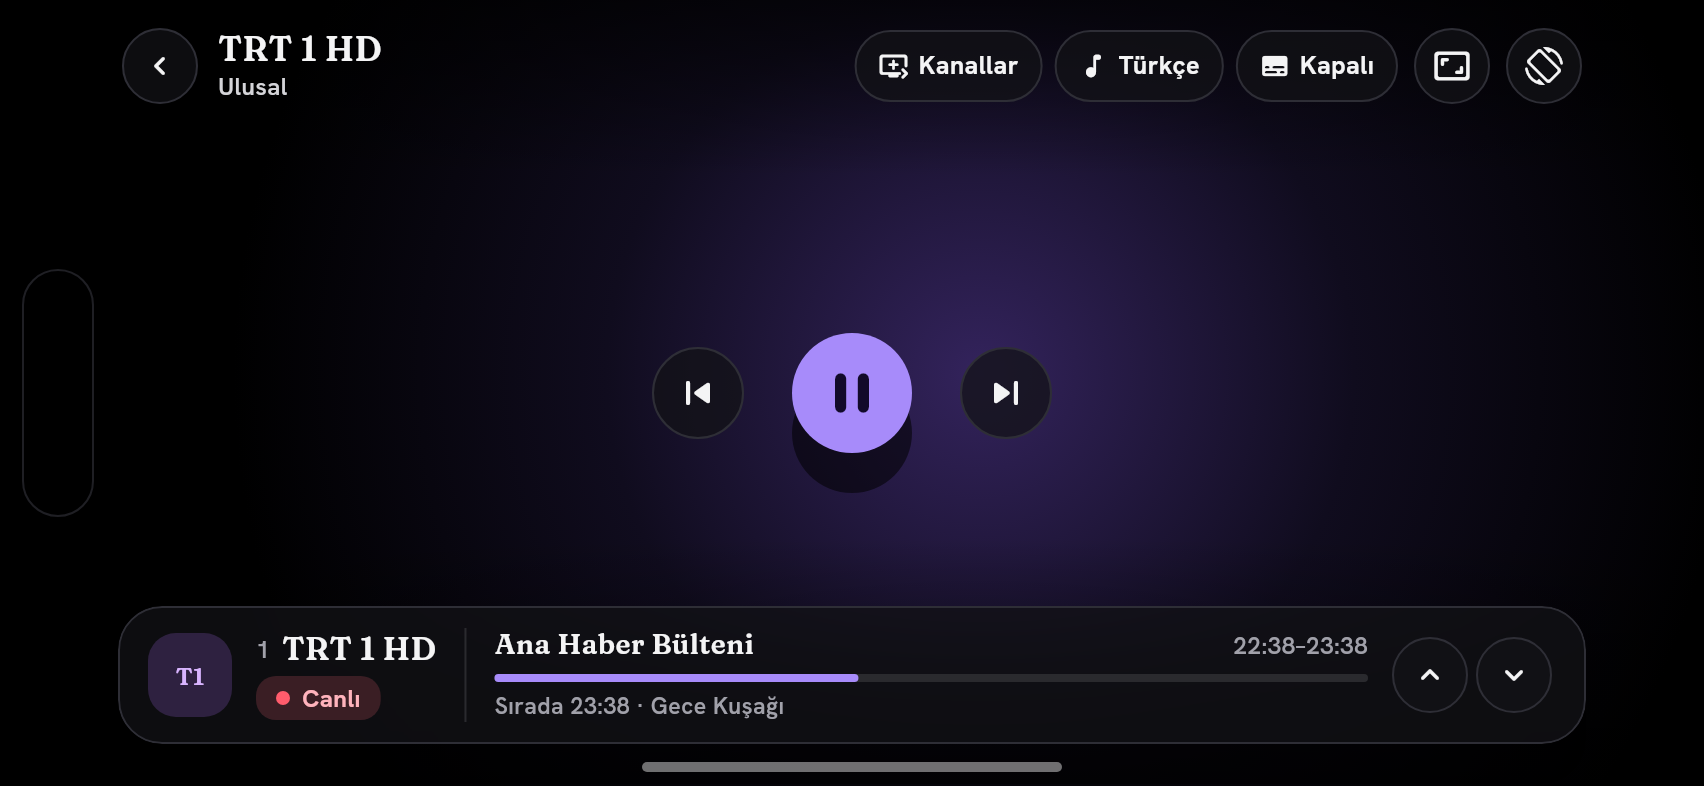 TRT 1 HD
Ulusal
Kanallar
Türkçe
Kapalı
T1
1 TRT 1 HD
Canlı
Ana Haber Bülteni
22:38–23:38
Sırada 23:38 · Gece Kuşağı